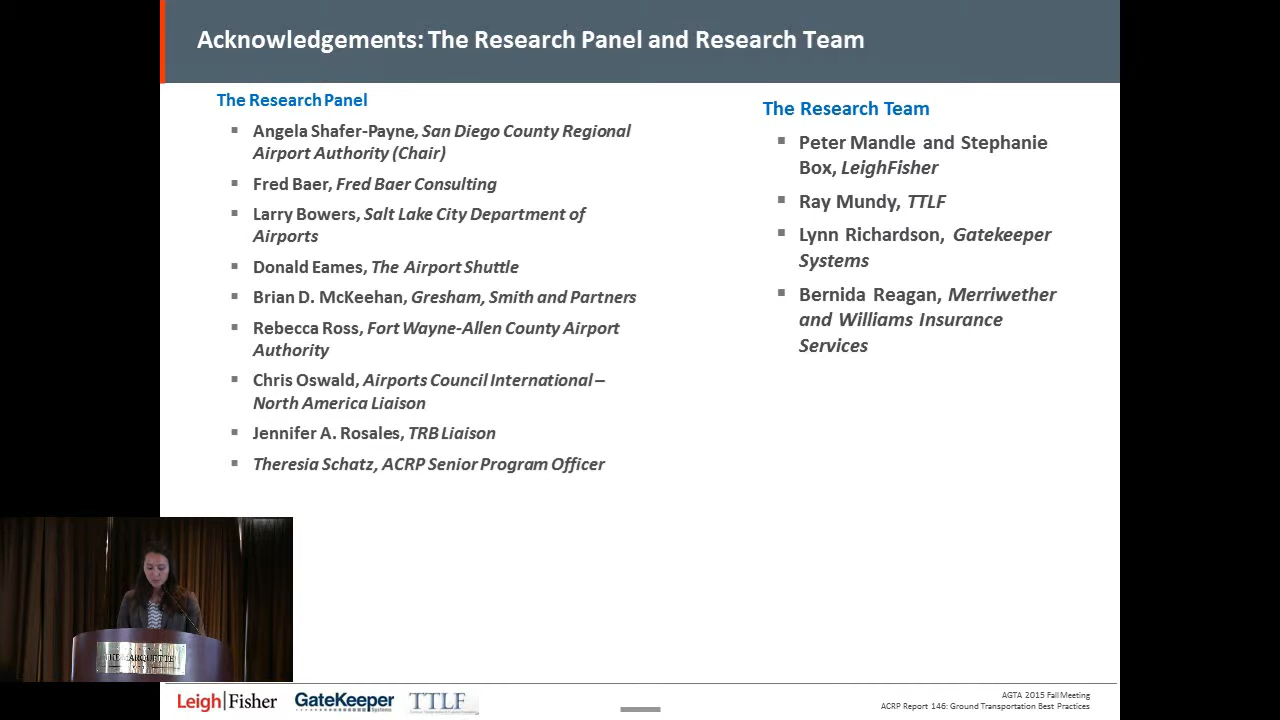 Acknowledgements: The Research Panel and Research Team
The Research Panel
Angela Shafer-Payne, San Diego County Regional
Airport Authority (Chair)
Fred Baer, Fred Baer Consulting
Larry Bowers, Salt Lake City Department of
Airports
Donald Eames, The Airport Shuttle
Brian D. McKeehan, Gresham, Smith and Partners
Rebecca Ross, Fort Wayne-Allen County Airport
Authority
Chris Oswald, Airports Council International –
North America Liaison
Jennifer A. Rosales, TRB Liaison
Theresia Schatz, ACRP Senior Program Officer
The Research Team
Peter Mandle and Stephanie
Box, LeighFisher
Ray Mundy, TTLF
Lynn Richardson, Gatekeeper
Systems
Bernida Reagan, Merriwether
and Williams Insurance
Services
MARQUETTE
Leigh|Fisher
GateKeeper
Systems
TTLF
AGTA 2015 Fall Meeting
ACRP Report 146: Ground Transportation Best Practices